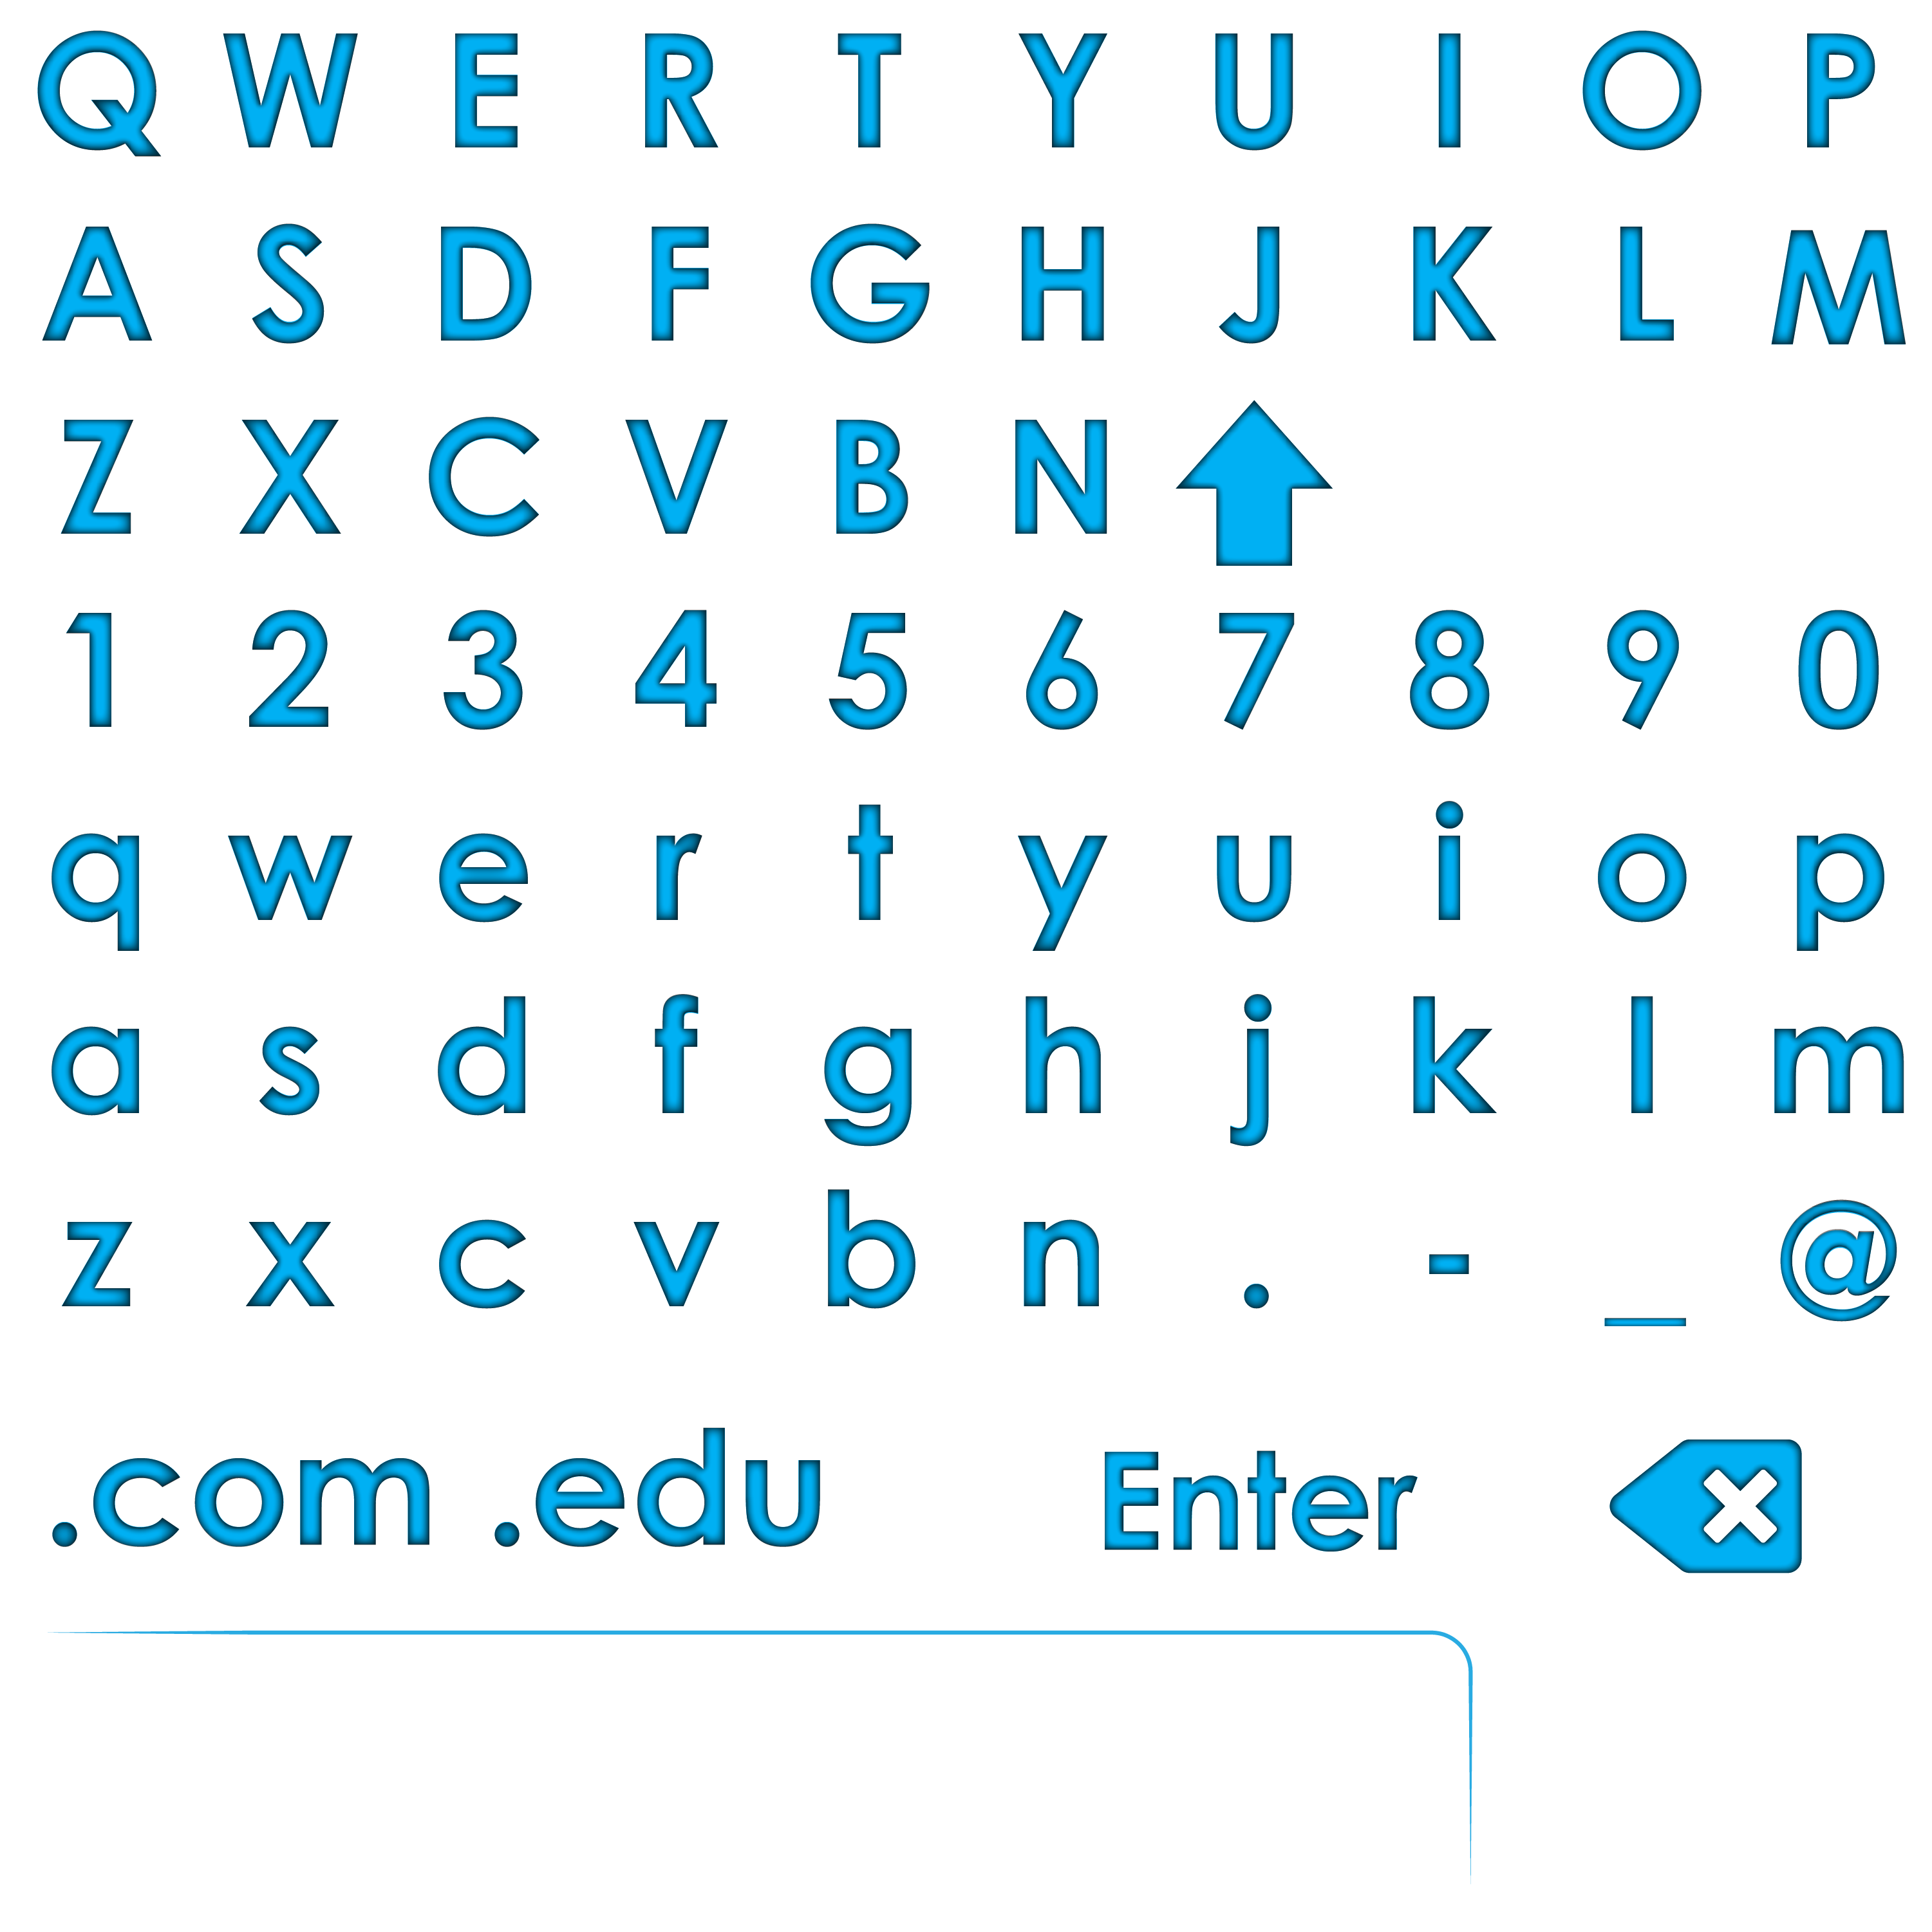 Q W E R T Y U I O P
A S D F G H J K L M
Z X C V B N
1 2 3 4 5 6 7 8 9 0
q w e r t y u i o p
a s d f g h j k l m
z x c v b n . - _ @
.com .edu Enter